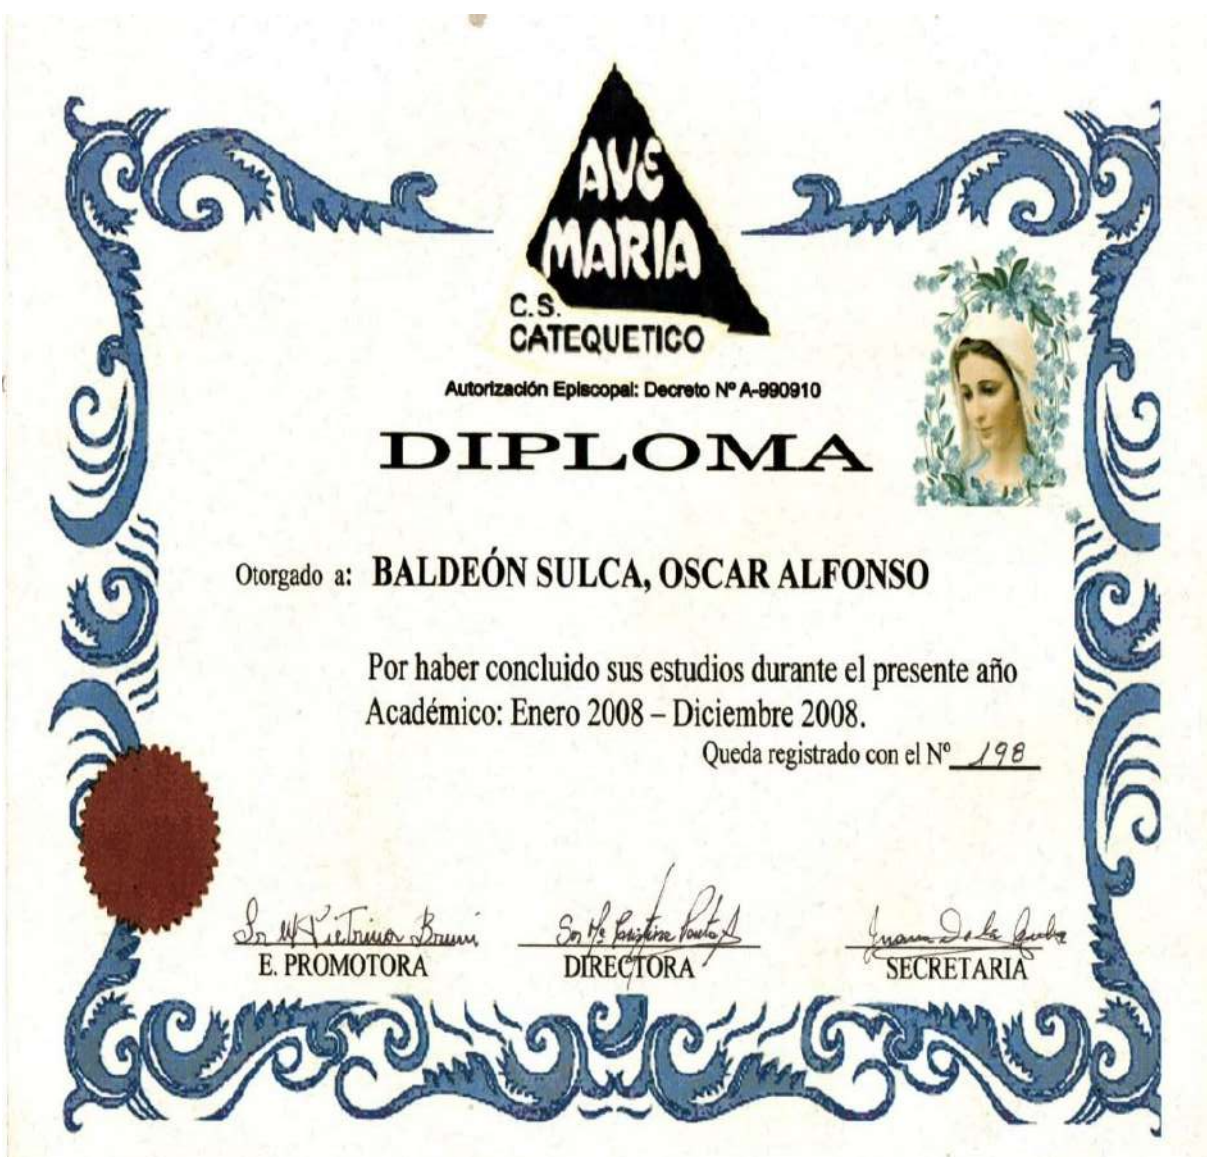 AVE
MARIA
C.S.
CATEQUETICO
Autorización Episcopal: Decreto Nº A-990910
DIPLOMA
Otorgado a: BALDEÓN SULCA, OSCAR ALFONSO
Por haber concluido sus estudios durante el presente año
Académico: Enero 2008 – Diciembre 2008.
Queda registrado con el Nº 198
E. PROMOTORA DIRECTORA SECRETARIA